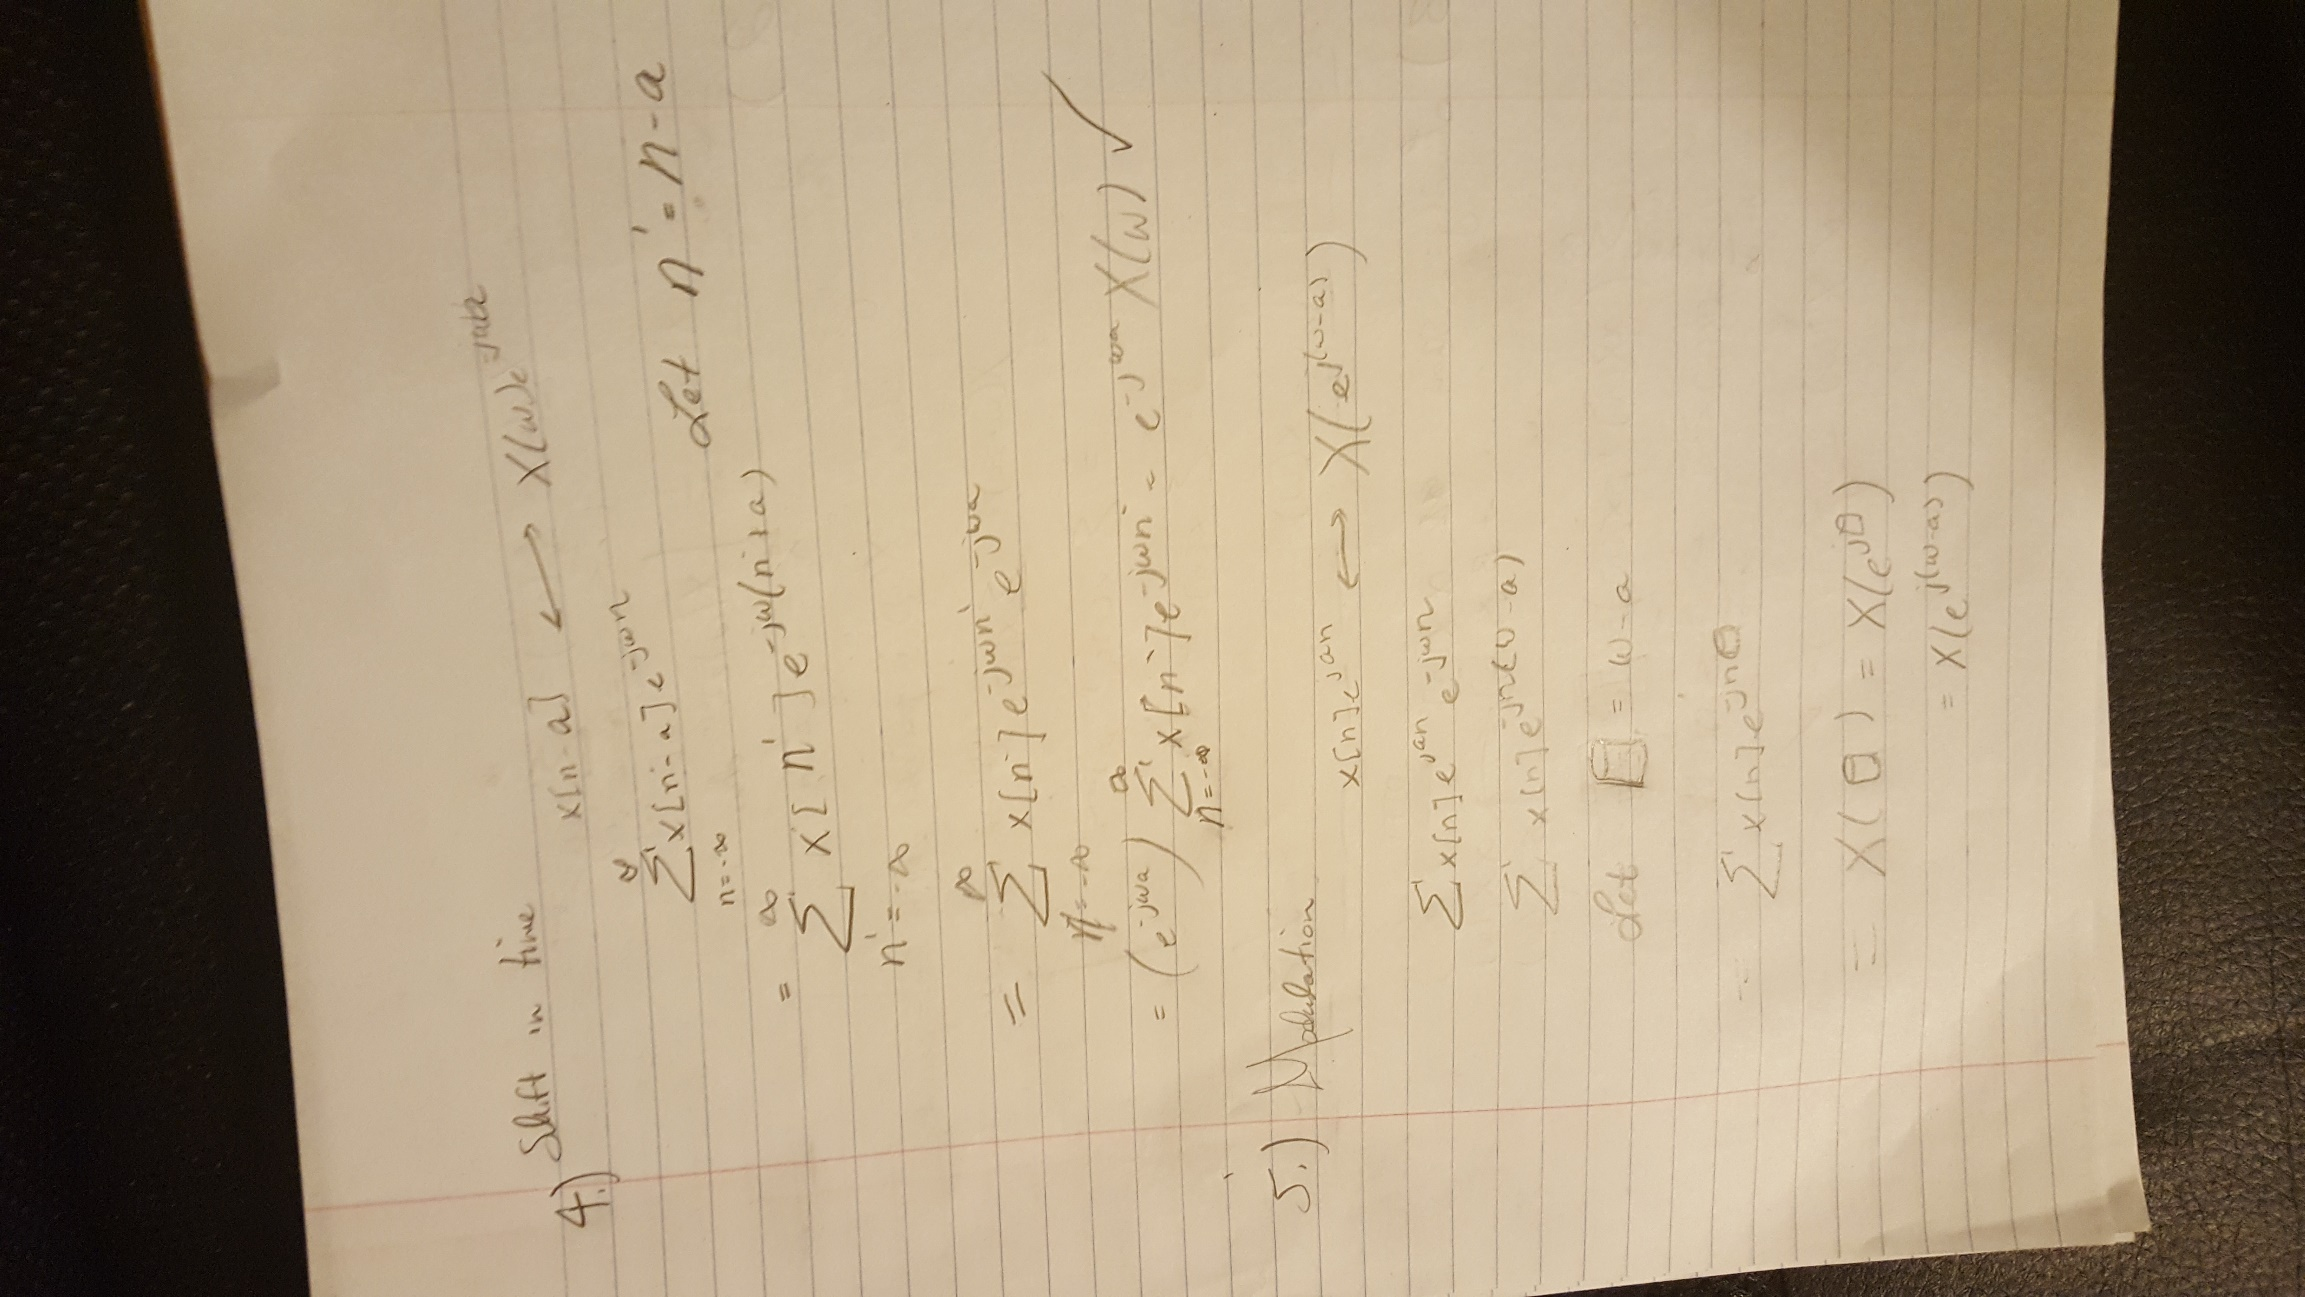 4.) Shift in time
x[n-a] ↔ X(ω)e^{-jωa}
∞
∑ x[n-a]e^{-jωn}
n=-∞
Let n' = n-a
∞
= ∑ x[n']e^{-jω(n'+a)}
n'=-∞
∞
= ∑ x[n']e^{-jωn'} e^{-jωa}
n'=-∞
∞
= (e^{-jωa}) ∑ x[n']e^{-jωn'} = e^{-jωa} X(ω) ✓
n=-∞
5.) Modulation
x[n]e^{jan} ↔ X(e^{j(ω-a)})
∑ x[n]e^{jan} e^{-jωn}
∑ x[n]e^{-jn(ω-a)}
Let □ = ω-a
= ∑ x[n]e^{-jn□}
= X(□) = X(e^{j□})
= X(e^{j(ω-a)})